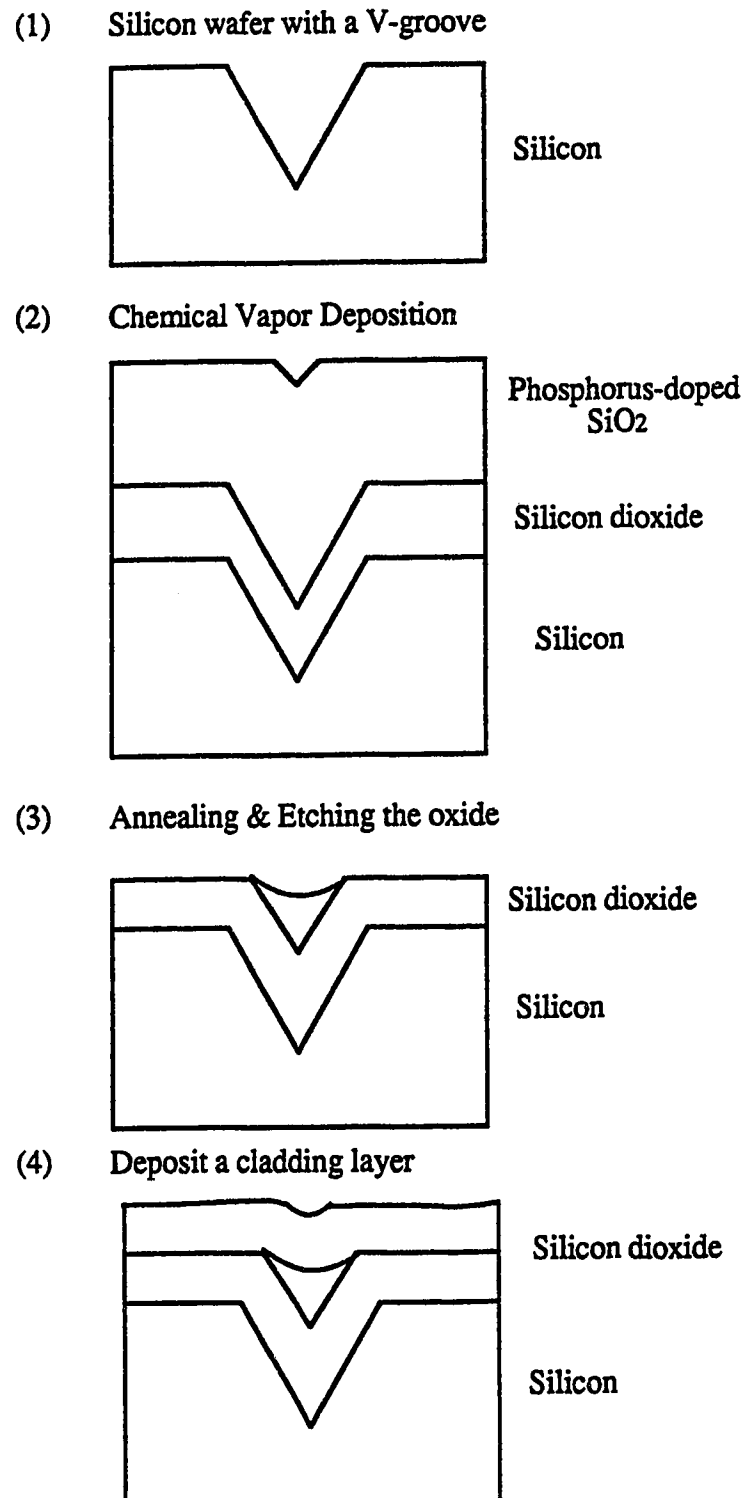 (1) Silicon wafer with a V-groove
Silicon
(2) Chemical Vapor Deposition
Phosphorus-doped
SiO2
Silicon dioxide
Silicon
(3) Annealing & Etching the oxide
Silicon dioxide
Silicon
(4) Deposit a cladding layer
Silicon dioxide
Silicon